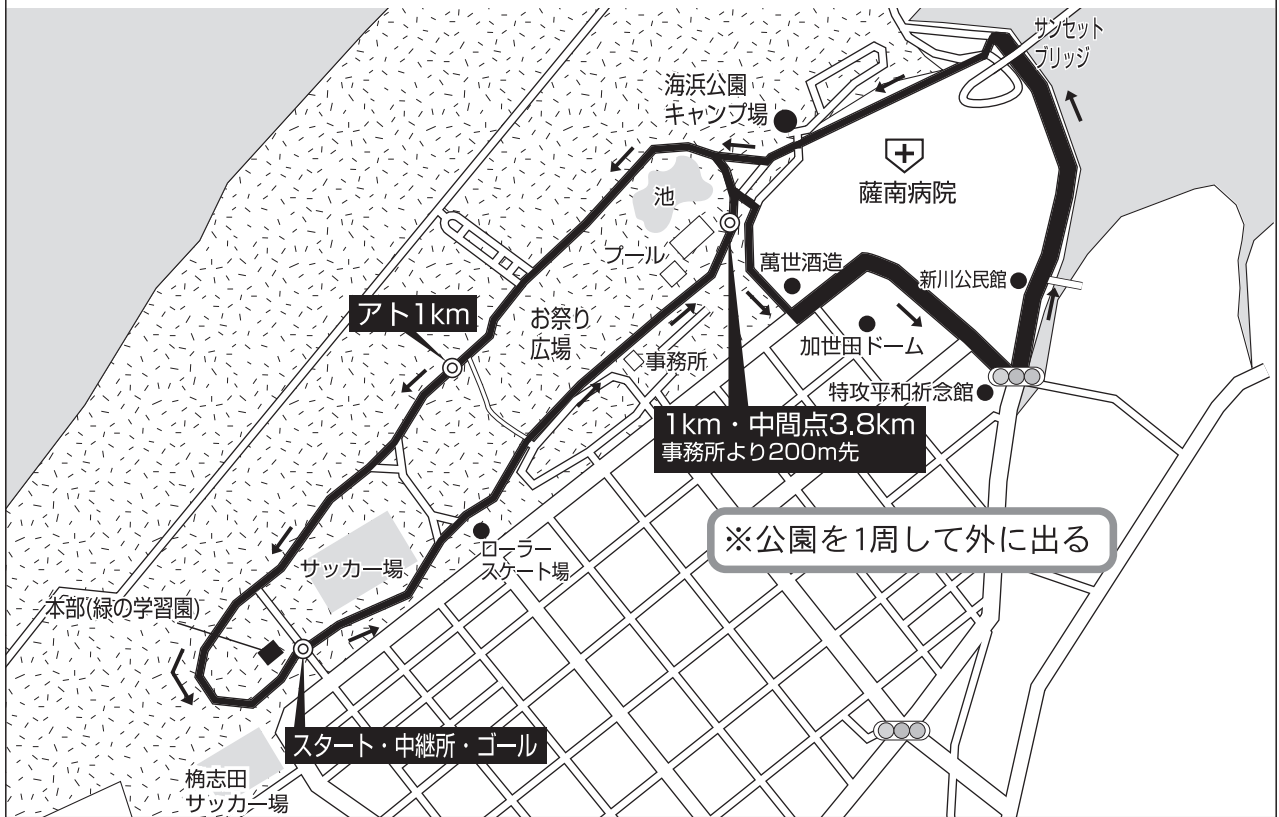 サンセット
ブリッジ
海浜公園
キャンプ場
薩南病院
池
プール
萬世酒造
新川公民館
アト1km
お祭り
広場
事務所
加世田ドーム
特攻平和祈念館
1km・中間点3.8km
事務所より200m先
※公園を1周して外に出る
ローラー
スケート場
サッカー場
本部(緑の学習園)
スタート・中継所・ゴール
桷志田
サッカー場